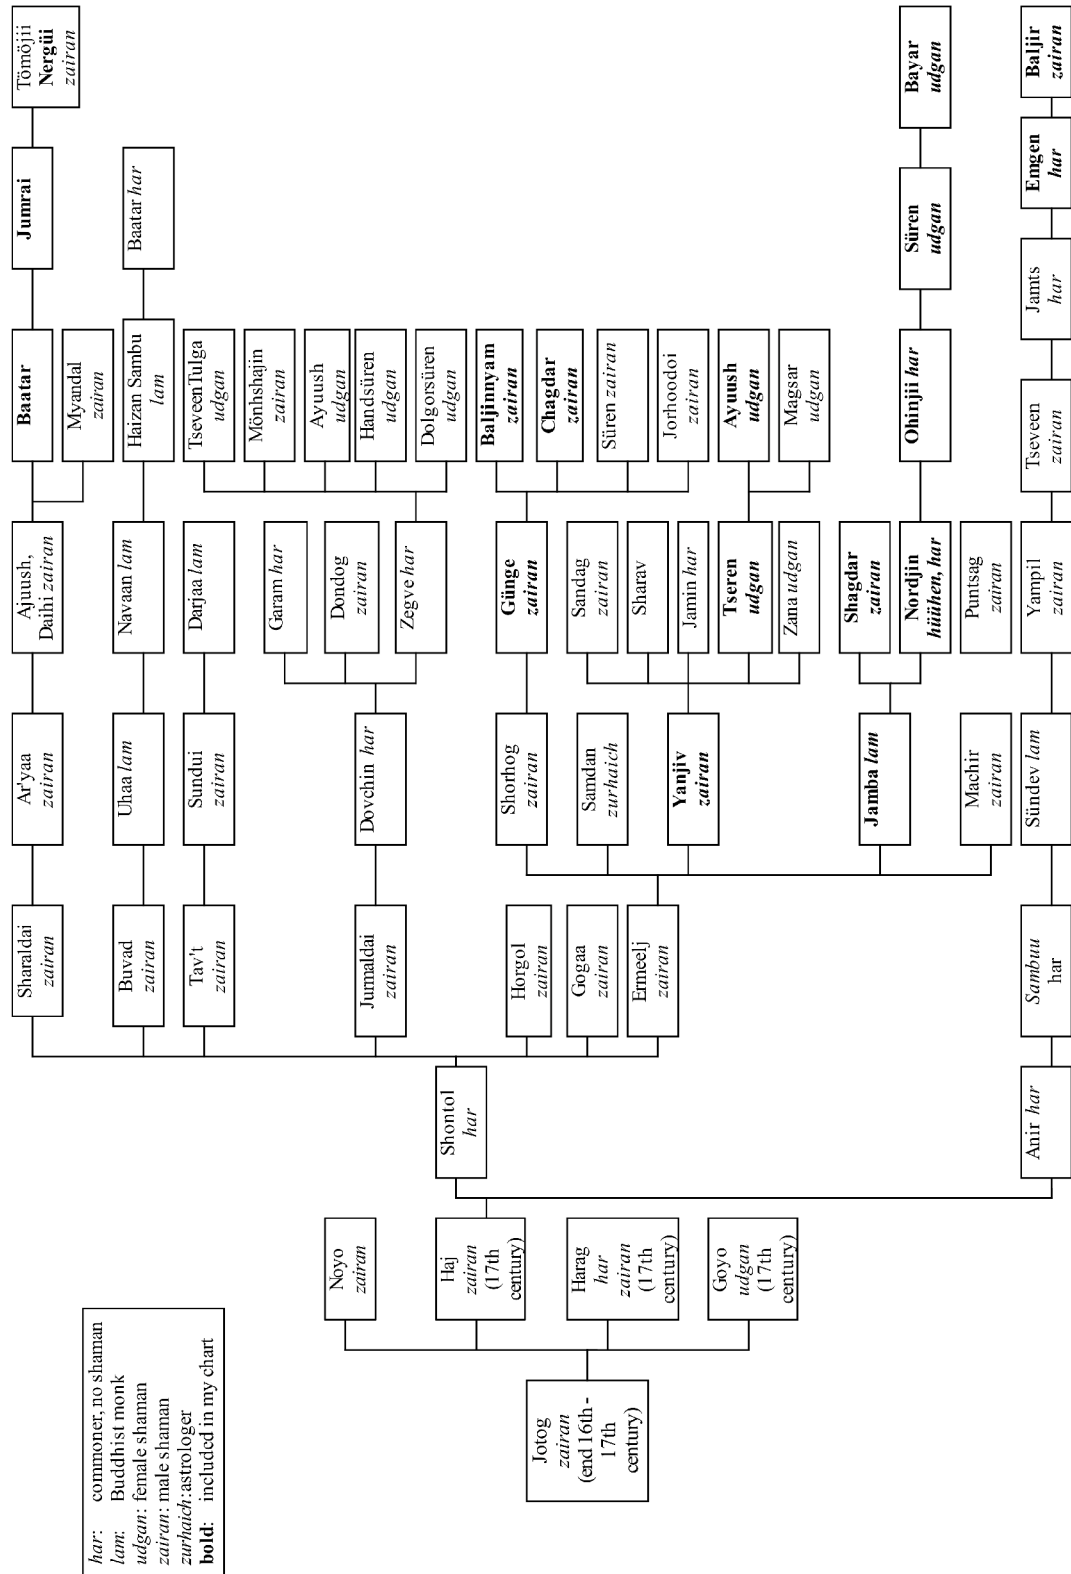 har: commoner, no shaman
lam: Buddhist monk
udgan: female shaman
zairan: male shaman
zurhaich: astrologer
bold: included in my chart
Jotog
zairan
(end 16th -
17th
century)
Noyo
zairan
Haj
zairan
(17th
century)
Harag
har
zairan
(17th
century)
Goyo
udgan
(17th
century)
Shontol
har
Anir har
Sharaldai
zairan
Buvad
zairan
Tav't
zairan
Jurmaldai
zairan
Horgol
zairan
Gogaa
zairan
Ermeelj
zairan
Sambuu
har
Ar'yaa
zairan
Uhaa lam
Sundui
zairan
Dovchin har
Shorhog
zairan
Samdan
zurhaich
Yanjiv
zairan
Jamba lam
Machir
zairan
Sündev lam
Ajuush,
Daihi zairan
Navaan lam
Darjaa lam
Garam har
Dondog
zairan
Zegve har
Günge
zairan
Sandag
zairan
Sharav
Jamin har
Tseren
udgan
Zana udgan
Shagdar
zairan
Nordjin
hüühen, har
Puntsag
zairan
Yampil
zairan
Baatar
Myandal
zairan
Haizan Sambu
lam
TseveenTulga
udgan
Mönhshajin
zairan
Ayuush
udgan
Handsüren
udgan
Dolgorsüren
udgan
Baljinnyam
zairan
Chagdar
zairan
Süren zairan
Jorhoodoi
zairan
Ayuush
udgan
Magsar
udgan
Ohinjii har
Tseveen
zairan
Jumrai
Baatar har
Süren
udgan
Jamts
har
Emgen
har
Tömöjii
Nergüi
zairan
Bayar
udgan
Baljir
zairan